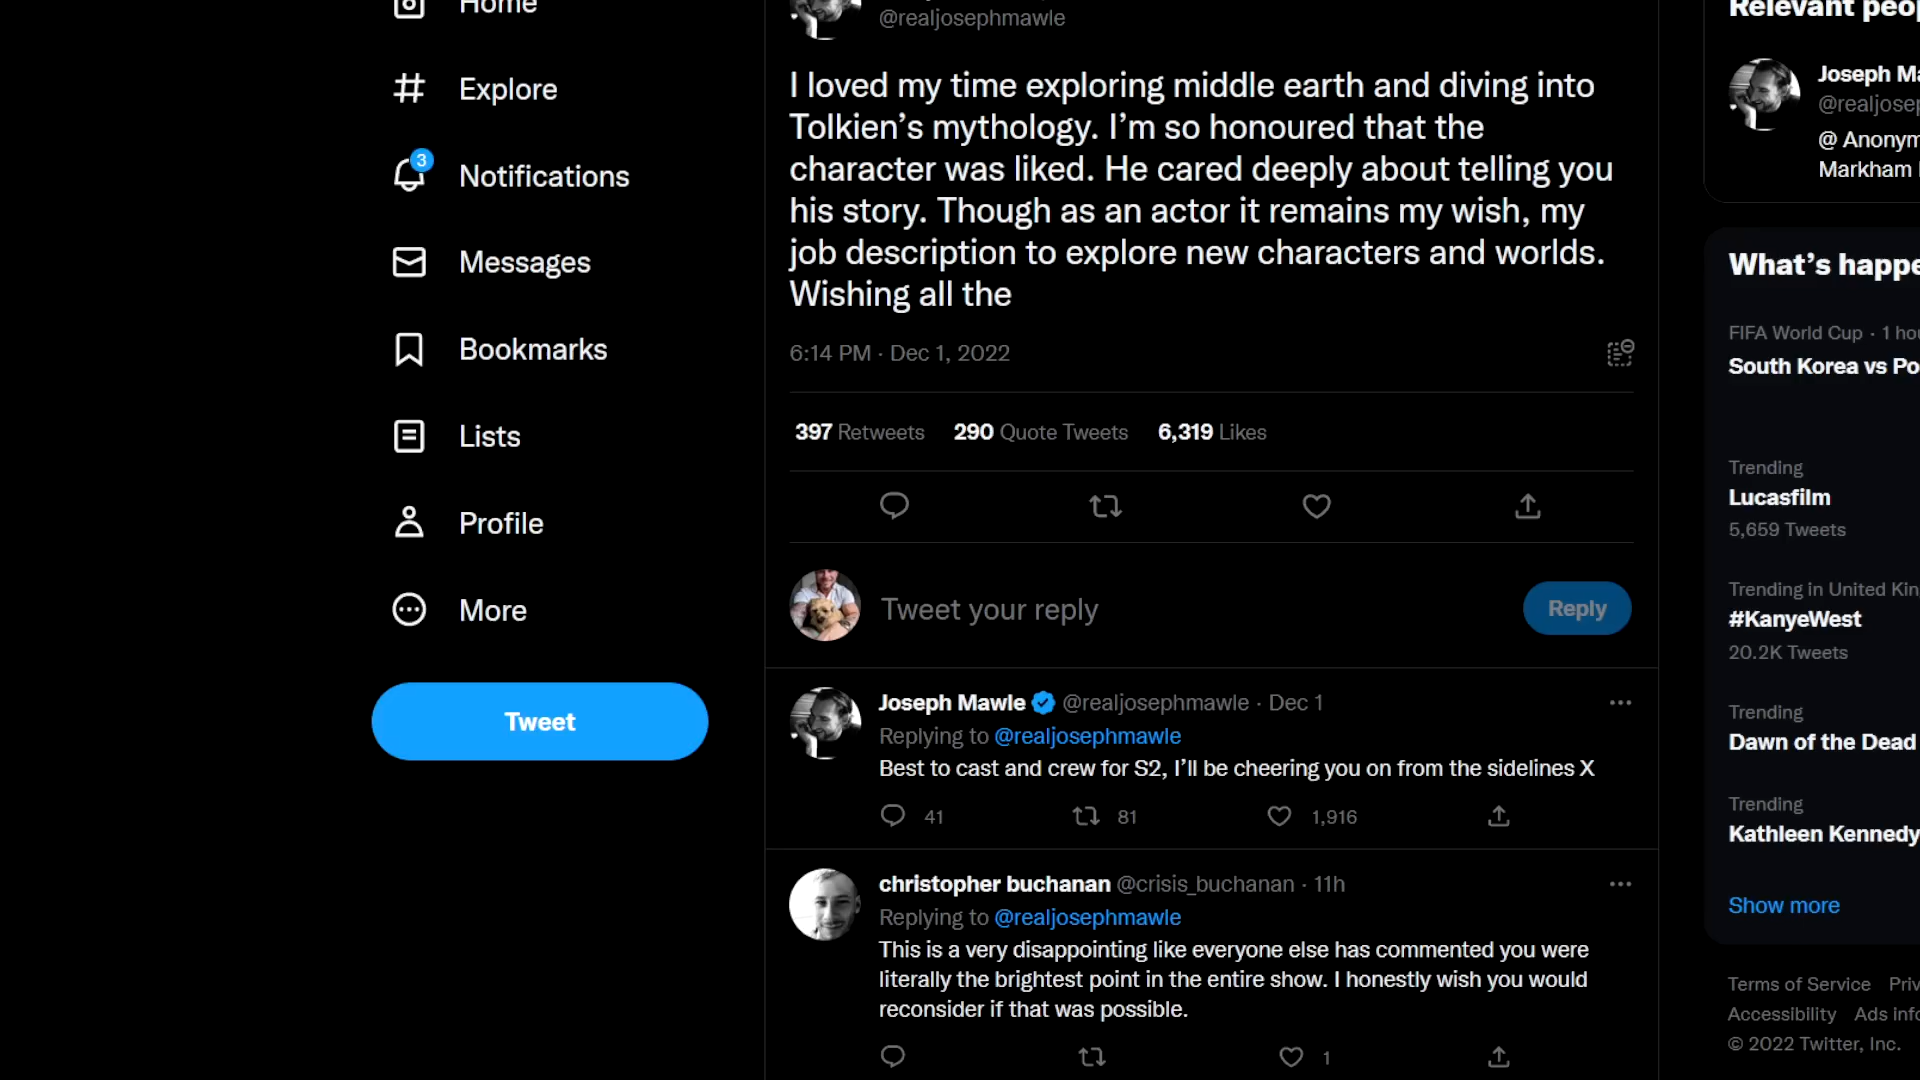 Home
Explore
3
Notifications
Messages
Bookmarks
Lists
Profile
More
Tweet
@realjosephmawle
I loved my time exploring middle earth and diving into
Tolkien’s mythology. I’m so honoured that the
character was liked. He cared deeply about telling you
his story. Though as an actor it remains my wish, my
job description to explore new characters and worlds.
Wishing all the
6:14 PM · Dec 1, 2022
397 Retweets 290 Quote Tweets 6,319 Likes
Tweet your reply
Reply
Joseph Mawle @realjosephmawle · Dec 1
Replying to @realjosephmawle
Best to cast and crew for S2, I’ll be cheering you on from the sidelines X
41 81 1,916
christopher buchanan @crisis_buchanan · 11h
Replying to @realjosephmawle
This is a very disappointing like everyone else has commented you were
literally the brightest point in the entire show. I honestly wish you would
reconsider if that was possible.
1
Relevant peop
Joseph Ma
@realjosep
@ Anonym
Markham
What’s happe
FIFA World Cup · 1 hou
South Korea vs Po
Trending
Lucasfilm
5,659 Tweets
Trending in United Kin
#KanyeWest
20.2K Tweets
Trending
Dawn of the Dead
Trending
Kathleen Kennedy
Show more
Terms of Service Priv
Accessibility Ads info
© 2022 Twitter, Inc.